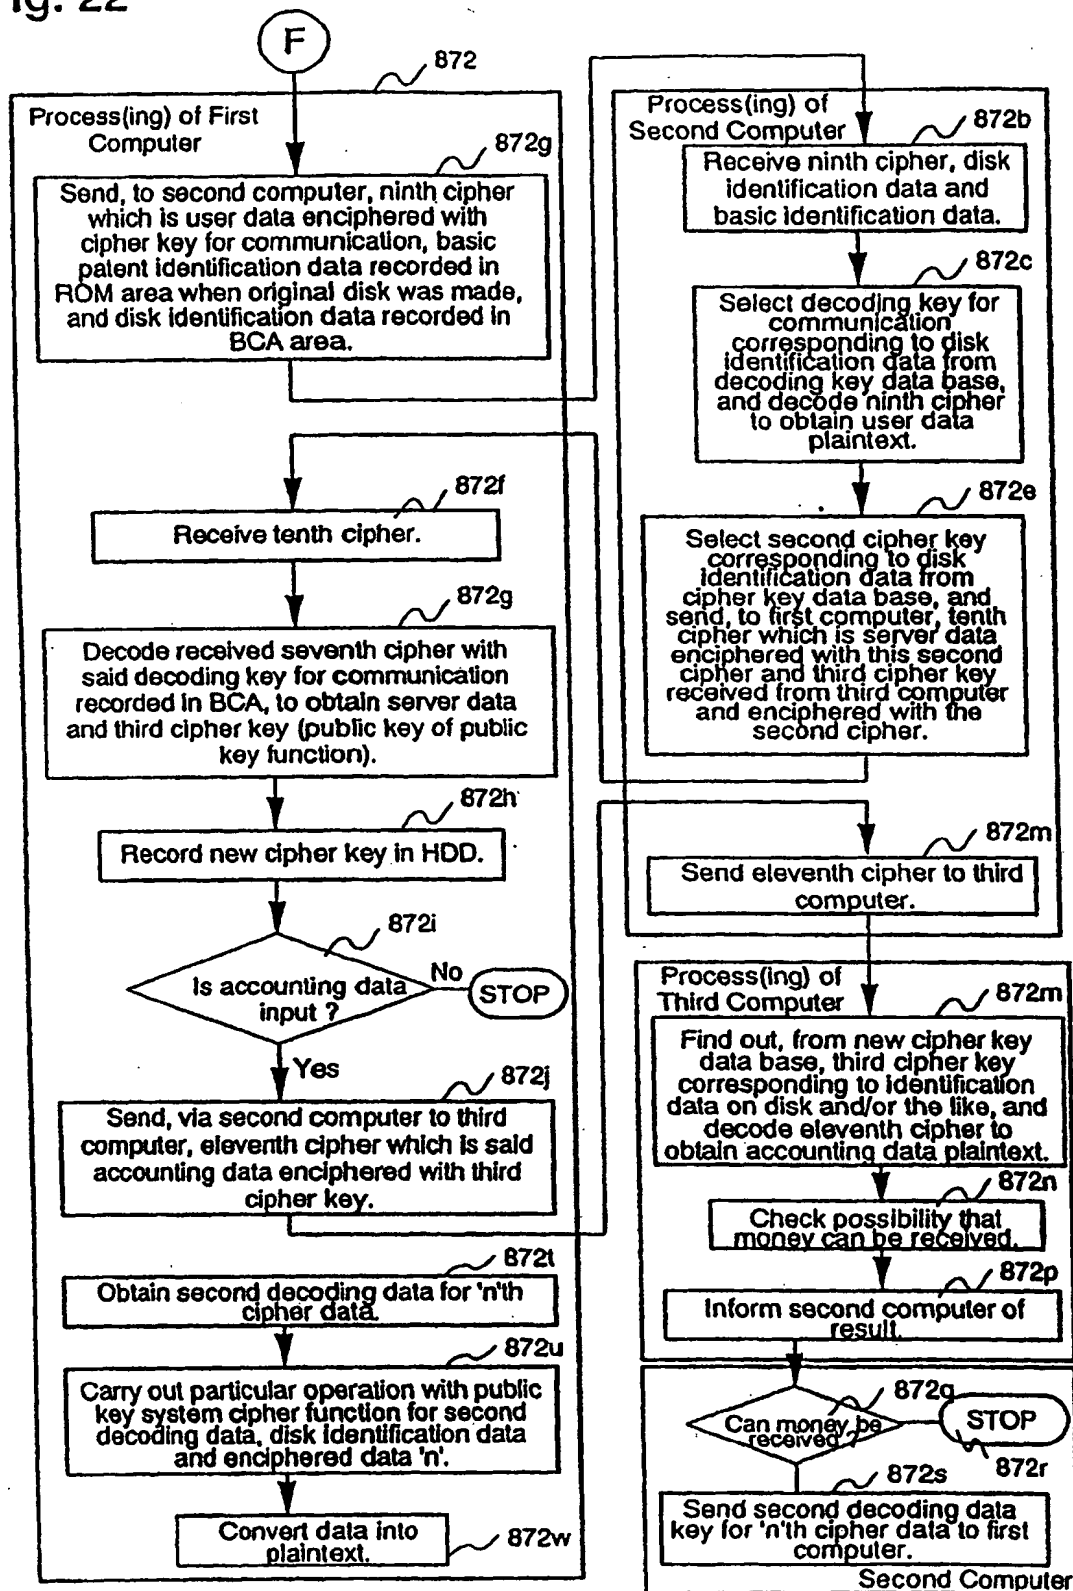 Fig. 22
F
872
Process(ing) of First
Computer
872g
Send, to second computer, ninth cipher
which is user data enciphered with
cipher key for communication, basic
patent identification data recorded in
ROM area when original disk was made,
and disk identification data recorded in
BCA area.
872f
Receive tenth cipher.
872g
Decode received seventh cipher with
said decoding key for communication
recorded in BCA, to obtain server data
and third cipher key (public key of public
key function).
872h
Record new cipher key in HDD.
872i
Is accounting data
input ?
No
STOP
Yes
872j
Send, via second computer to third
computer, eleventh cipher which is said
accounting data enciphered with third
cipher key.
872t
Obtain second decoding data for 'n'th
cipher data.
872u
Carry out particular operation with public
key system cipher function for second
decoding data, disk identification data
and enciphered data 'n'.
Convert data into
plaintext.
872w
Process(ing) of
Second Computer
872b
Receive ninth cipher, disk
identification data and
basic identification data.
872c
Select decoding key for
communication
corresponding to disk
identification data from
decoding key data base,
and decode ninth cipher
to obtain user data
plaintext.
872e
Select second cipher key
corresponding to disk
identification data from
cipher key data base, and
send, to first computer, tenth
cipher which is server data
enciphered with this second
cipher and third cipher key
received from third computer
and enciphered with the
second cipher.
872m
Send eleventh cipher to third
computer.
Process(ing) of
Third Computer
872m
Find out, from new cipher key
data base, third cipher key
corresponding to identification
data on disk and/or the like, and
decode eleventh cipher to
obtain accounting data plaintext.
872n
Check possibility that
money can be received.
872p
Inform second computer of
result.
872q
Can money be
received ?
STOP
872r
872s
Send second decoding data
key for 'n'th cipher data to first
computer.
Second Computer